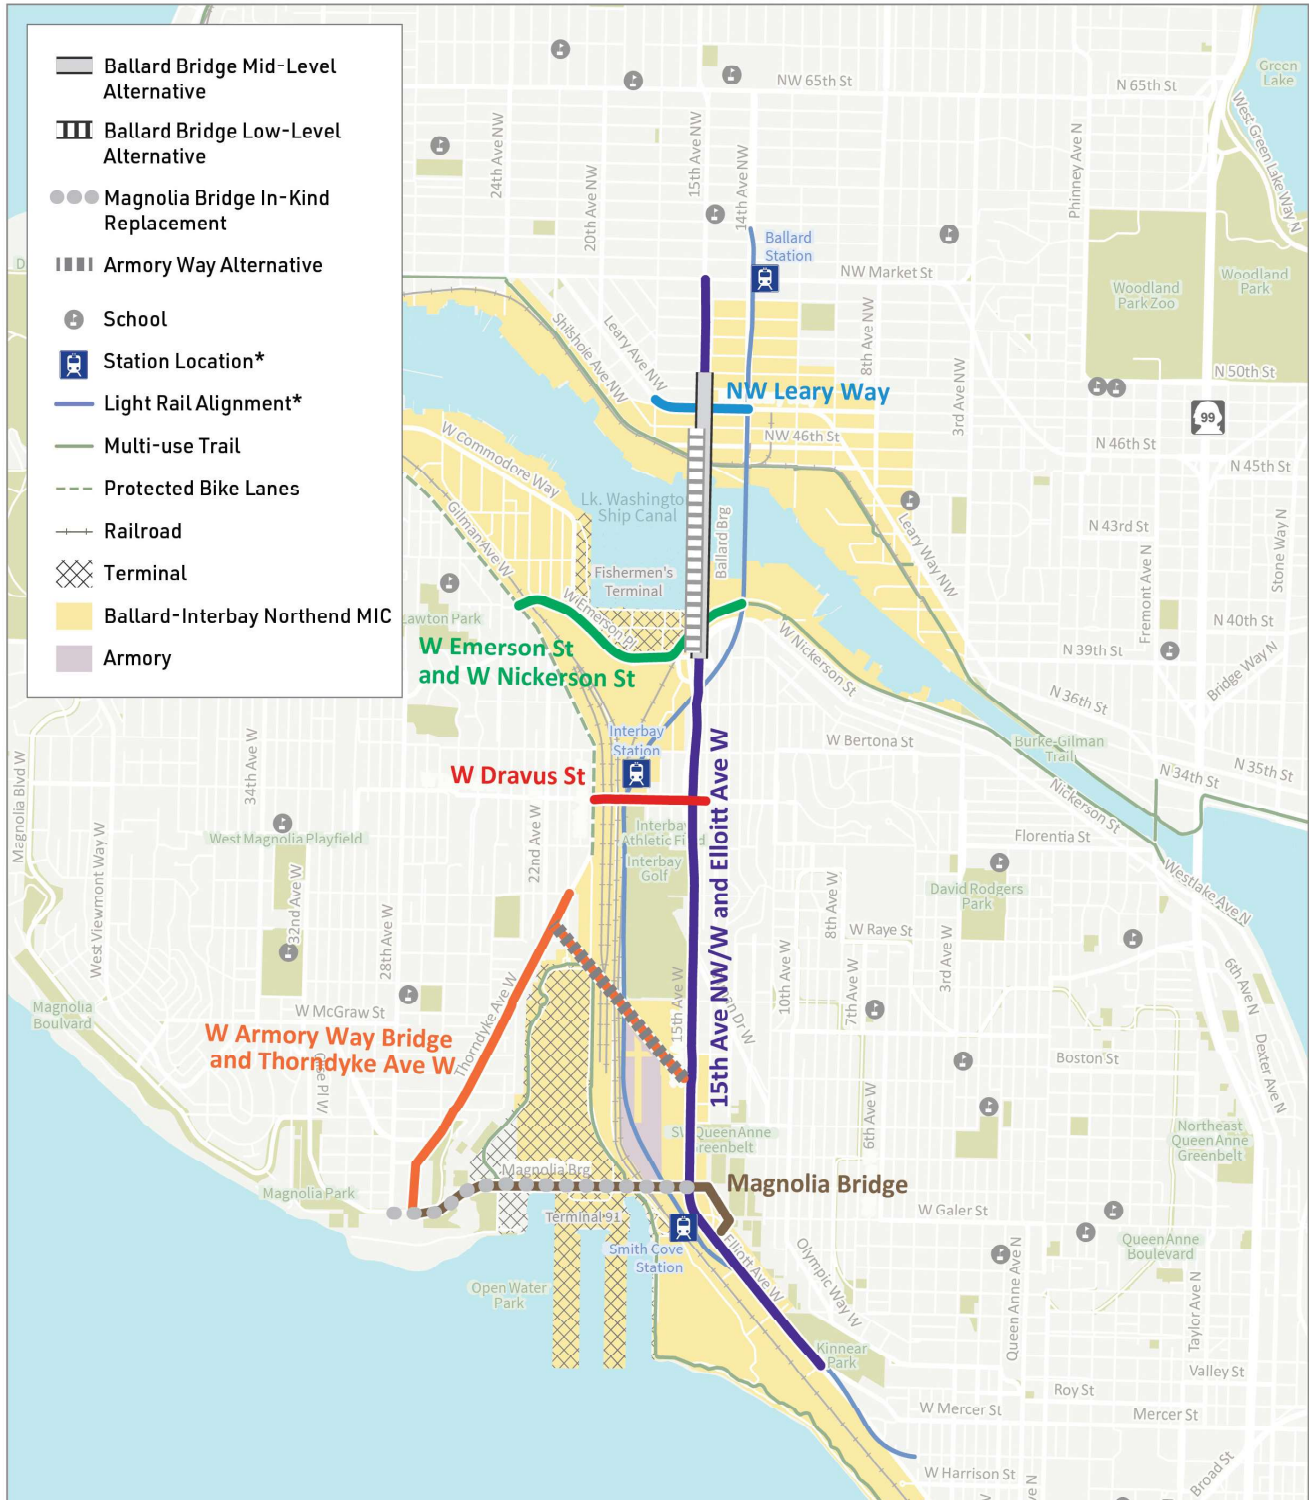 Ballard Bridge Mid-Level
Alternative
Ballard Bridge Low-Level
Alternative
Magnolia Bridge In-Kind
Replacement
Armory Way Alternative
School
Station Location*
Light Rail Alignment*
Multi-use Trail
Protected Bike Lanes
Railroad
Terminal
Ballard-Interbay Northend MIC
Armory
NW 65th St
N 65th St
Green
Lake
West Green Lake Way N
24th Ave NW
20th Ave NW
15th Ave NW
14th Ave NW
Phinney Ave N
Ballard
Station
NW Market St
Woodland
Park Zoo
Woodland
Park
Shilshole Ave NW
Leary Ave NW
8th Ave NW
3rd Ave NW
N 50th St
99
NW Leary Way
NW 46th St
N 46th St
N 45th St
W Commodore Way
Gilman Ave W
Lk. Washington
Ship Canal
Ballard Brg
Leary Way NW
N 43rd St
Fremont Ave N
Stone Way N
Fishermen's
Terminal
W Emerson Pl
Lawton Park
W Emerson St
and W Nickerson St
W Nickerson St
N 40th St
N 39th St
Bridge Way N
N 36th St
Interbay
Station
W Bertona St
Burke-Gilman
Trail
N 35th St
N 34th St
Magnolia Blvd W
34th Ave W
W Dravus St
Nickerson St
Florentia St
West Magnolia Playfield
West Viewmont Way W
32nd Ave W
22nd Ave W
Interbay
Athletic Field
Interbay
Golf
15th Ave NW/W and Elloitt Ave W
David Rodgers
Park
Westlake Ave N
28th Ave W
8th Ave W
W Raye St
3rd Ave W
10th Ave W
7th Ave W
6th Ave N
Magnolia
Boulvard
W McGraw St
Thorndyke Ave W
15th Ave W
Dr W
W Armory Way Bridge
and Thorndyke Ave W
Pl W
Boston St
Dexter Ave N
6th Ave W
SW Queen Anne
Greenbelt
Northeast
Queen Anne
Greenbelt
Magnolia Brg
Magnolia Bridge
Magnolia Park
Terminal 91
W Galer St
Smith Cove
Station
Elliott Ave W
Olympic Way W
Queen Anne
Boulevard
Open Water
Park
Queen Anne Ave N
Taylor Ave N
Kinnear
Park
Valley St
Roy St
W Mercer St
Mercer St
W Harrison St
Broad St